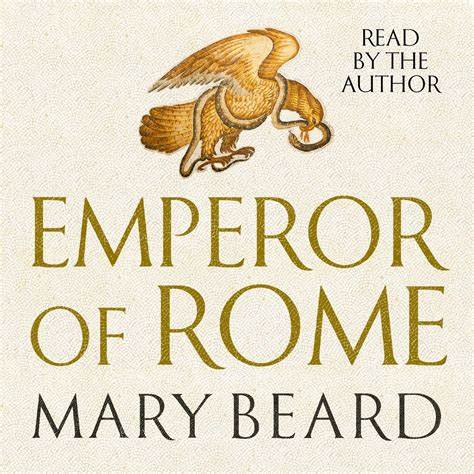 READ
BY THE
AUTHOR
EMPEROR
OF ROME
MARY BEARD